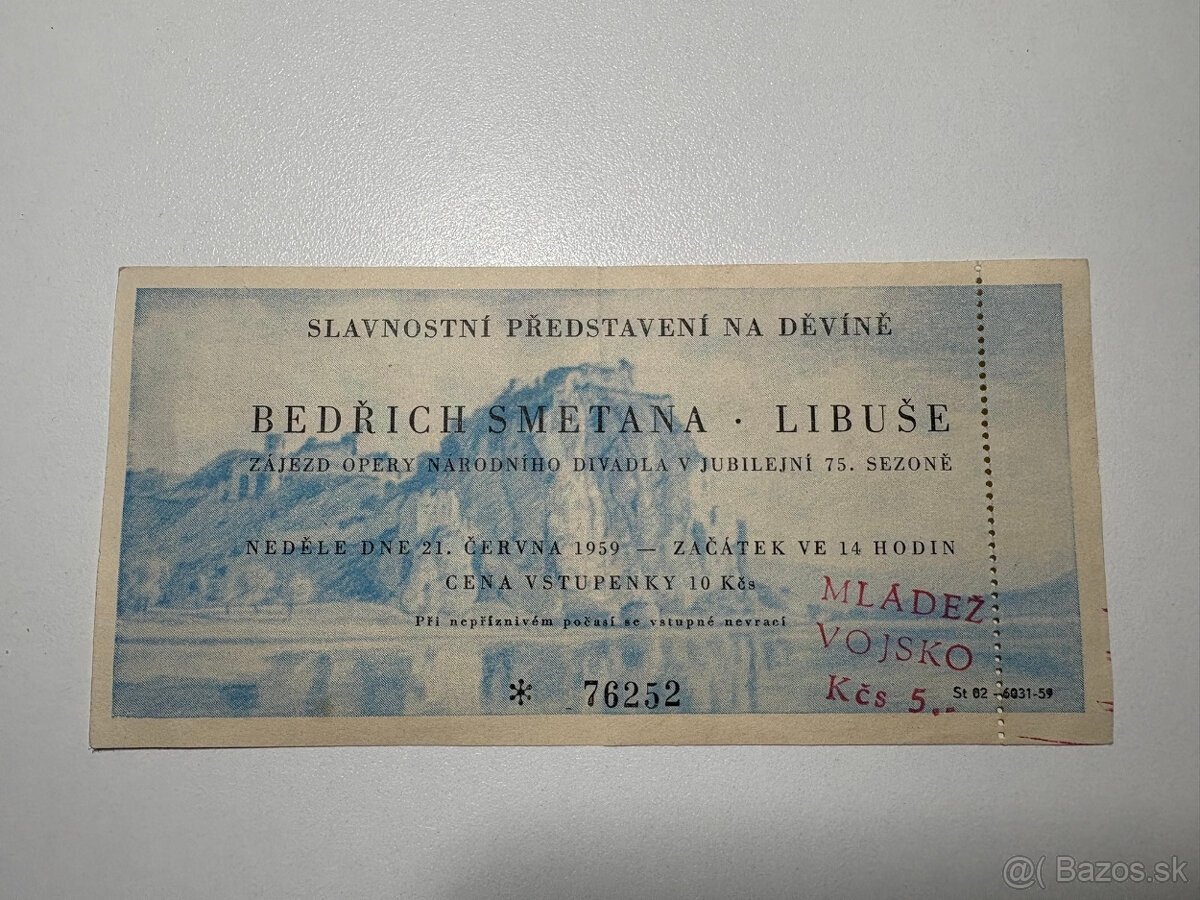 SLAVNOSTNÍ PŘEDSTAVENÍ NA DĚVÍNĚ
BEDŘICH SMETANA · LIBUŠE
ZÁJEZD OPERY NÁRODNÍHO DIVADLA V JUBILEJNÍ 75. SEZONĚ
NEDĚLE DNE 21. ČERVNA 1959 — ZAČÁTEK VE 14 HODIN
CENA VSTUPENKY 10 Kčs
Při nepříznivém počasí se vstupné nevrací
MLÁDEŽ
VOJSKO
Kčs 5..-
* 76252
St 02 - 6031-59
@( Bazos.sk